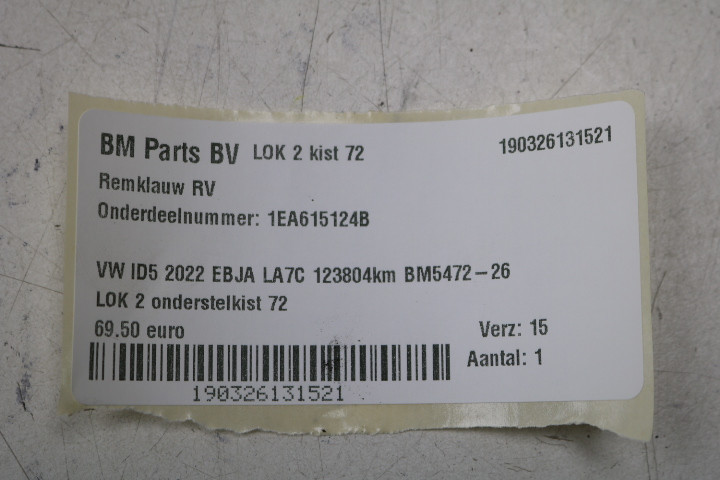 BM Parts BV LOK 2 kist 72 190326131521
Remklauw RV
Onderdeelnummer: 1EA615124B
VW ID5 2022 EBJA LA7C 123804km BM5472-26
LOK 2 onderstelkist 72
69.50 euro Verz: 15
Aantal: 1
190326131521